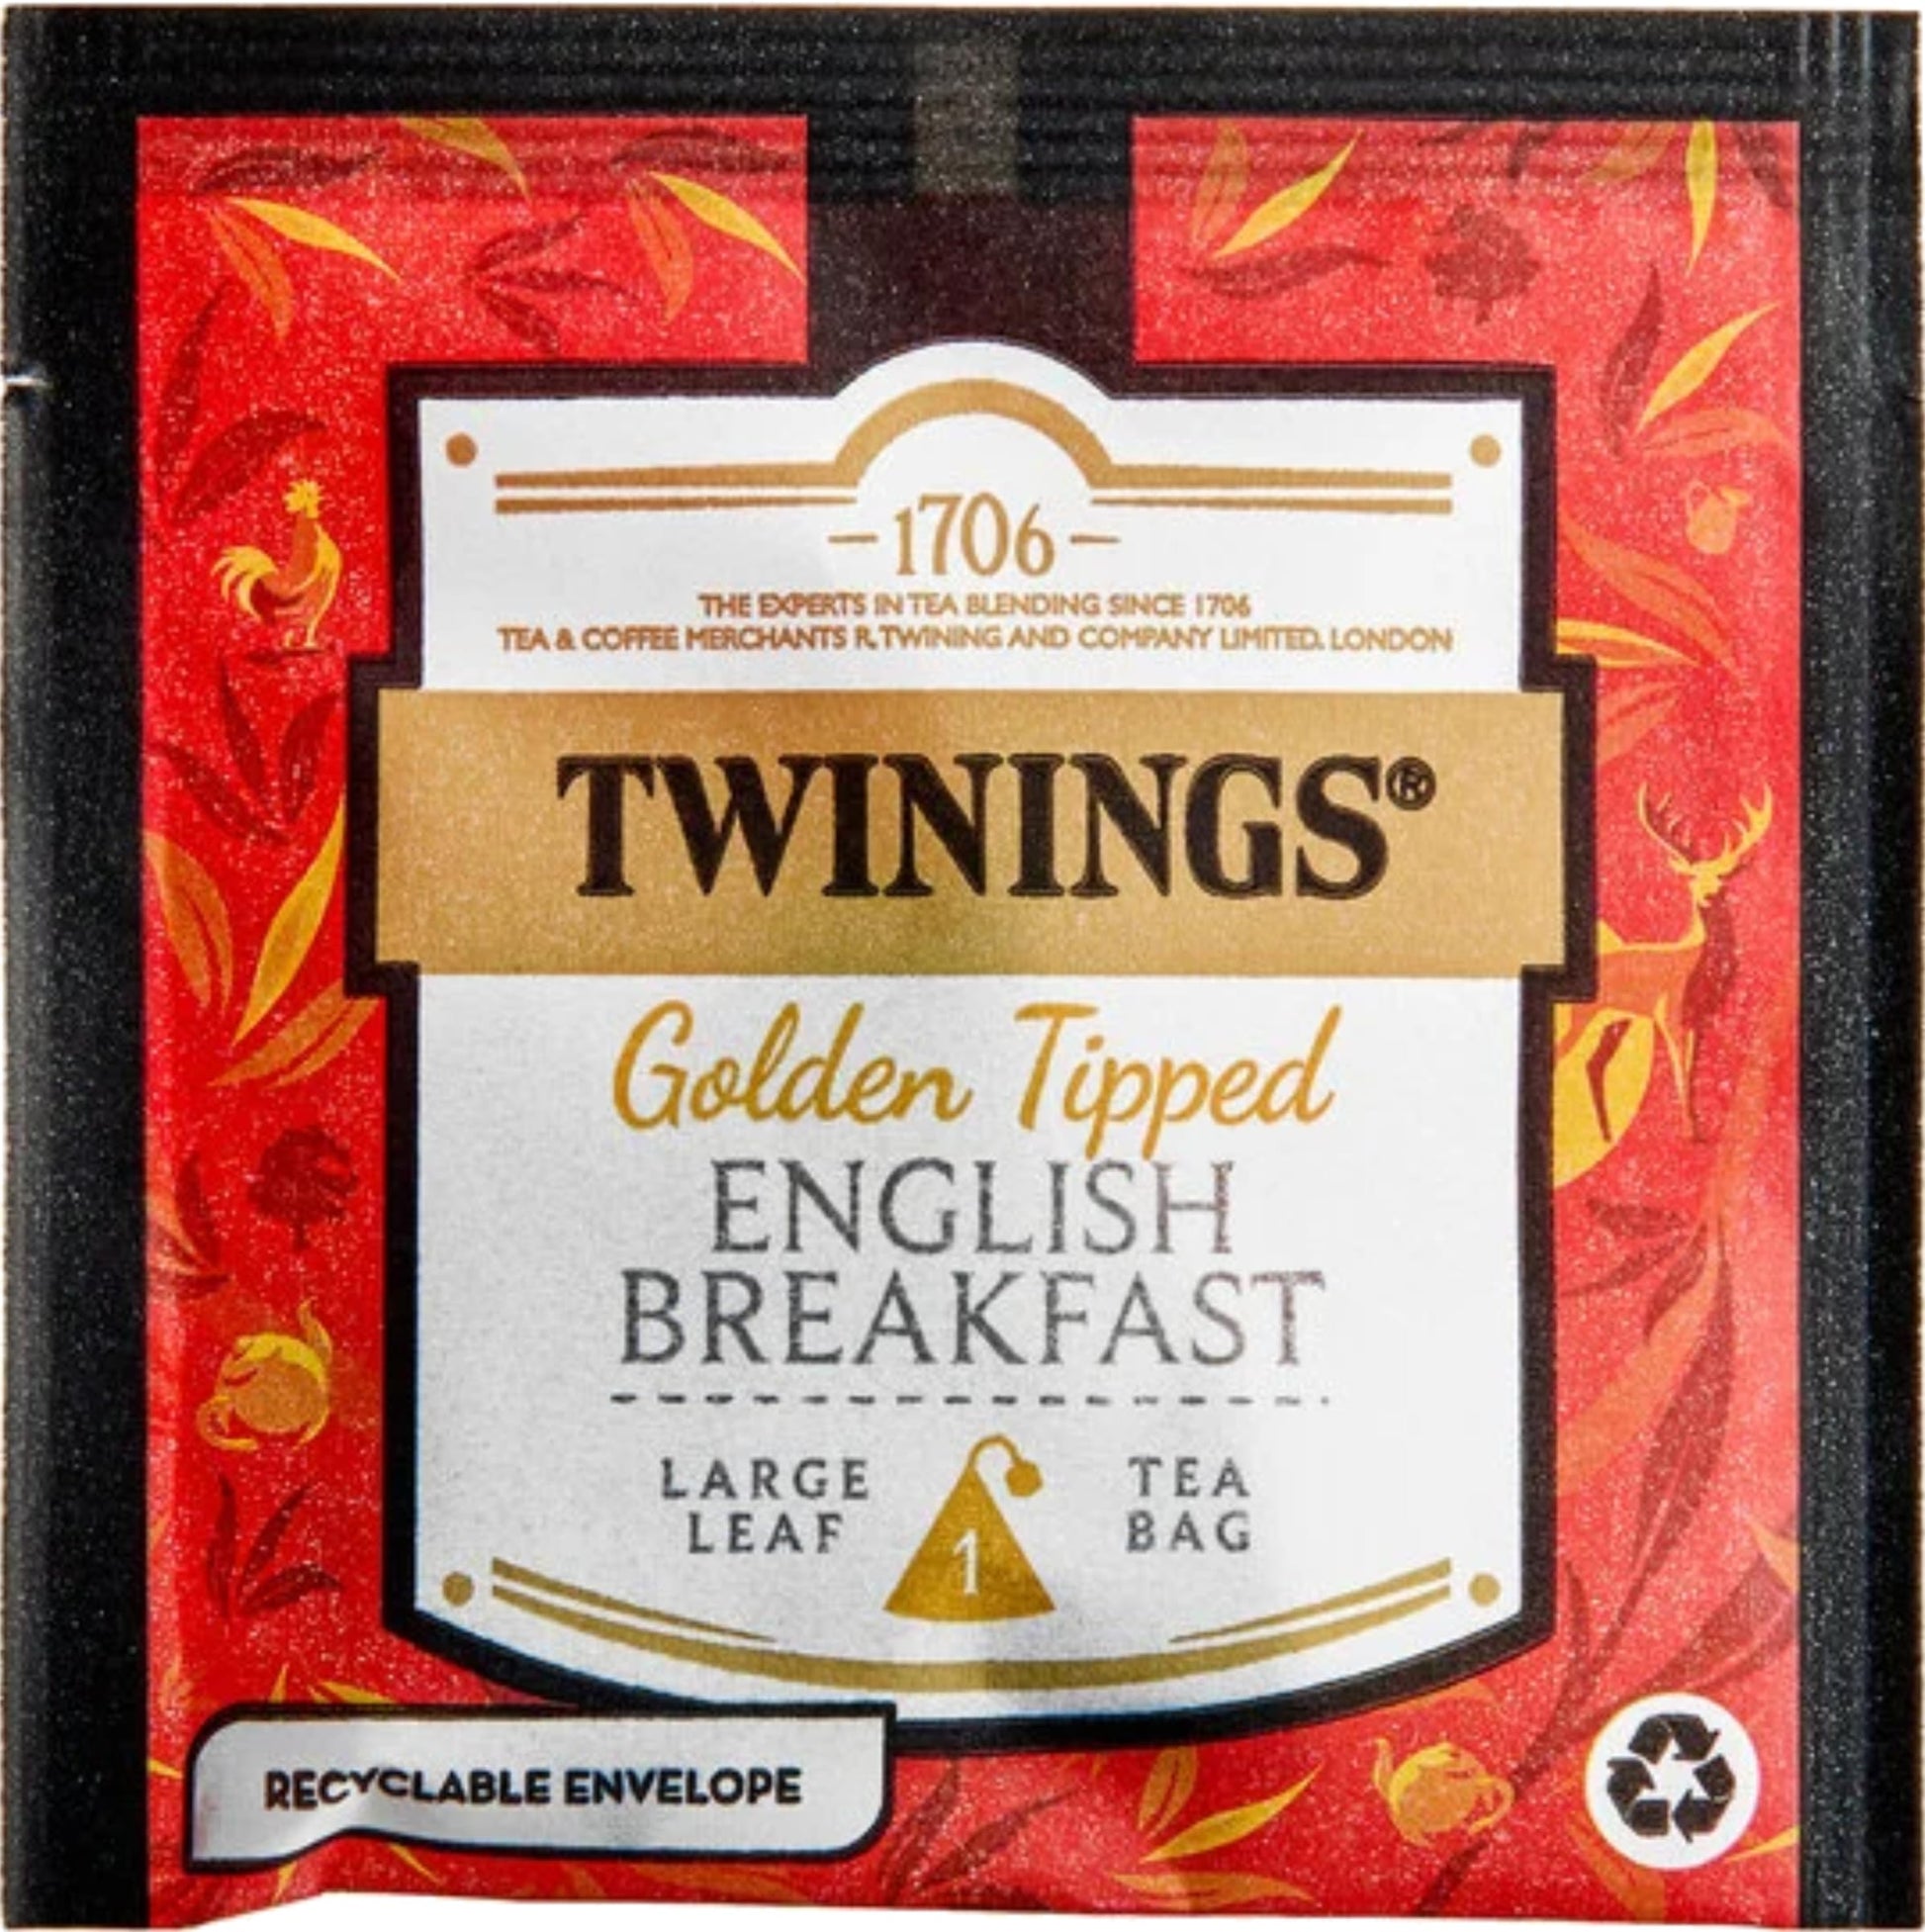 1706
THE EXPERTS IN TEA BLENDING SINCE 1706
TEA & COFFEE MERCHANTS R.TWINING AND COMPANY LIMITED. LONDON
TWININGS®
Golden Tipped
ENGLISH
BREAKFAST
LARGE
LEAF
1
TEA
BAG
RECYCLABLE ENVELOPE